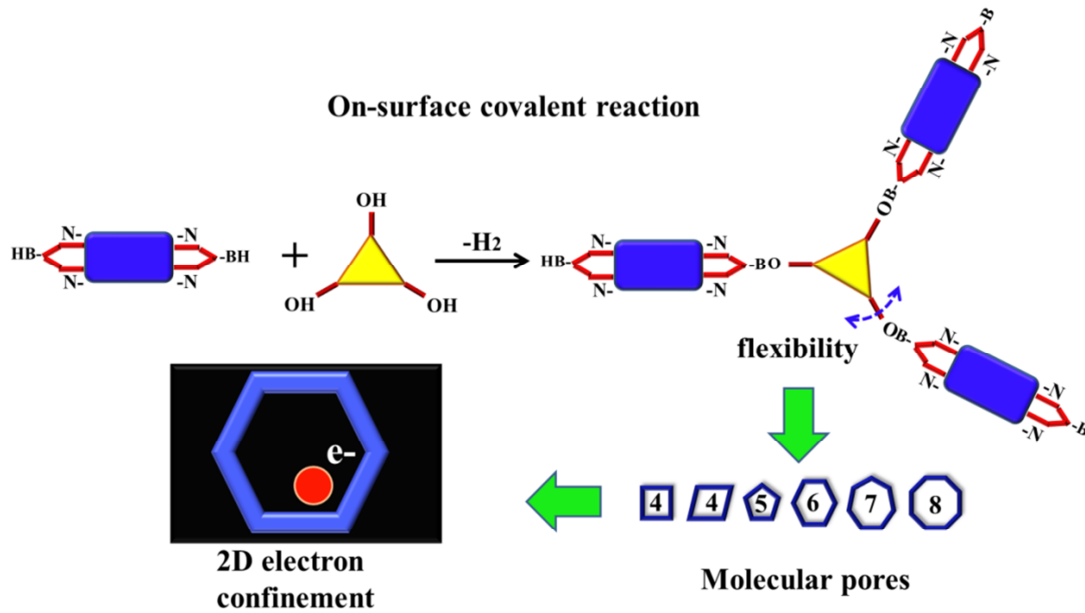 On-surface covalent reaction
HB-
N-
N-
-N
-N
-BH
+
OH
OH
OH
-H2
HB-
N-
N-
-N
-N
-BO
OB-
N-
N-
-N
-N
-B
OB-
N-
N-
-N
-N
-B
flexibility
4 4 5 6 7 8
Molecular pores
e-
2D electron
confinement